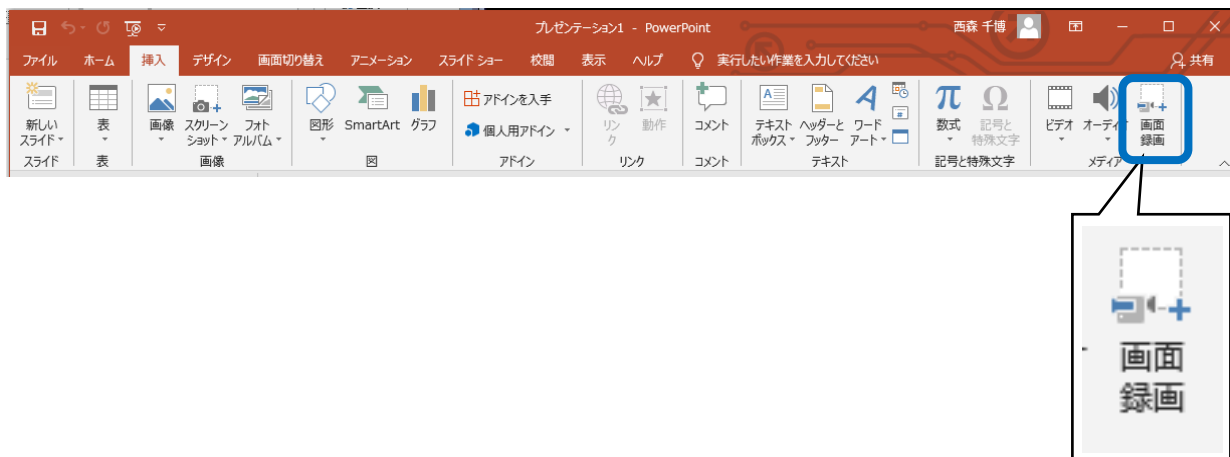 プレゼンテーション1 - PowerPoint
西森 千博
ファイル ホーム 挿入 デザイン 画面切り替え アニメーション スライド ショー 校閲 表示 ヘルプ 実行したい作業を入力してください 共有
新しい
スライド
表
画像
スクリーン
ショット
フォト
アルバム
図形
SmartArt
グラフ
アドインを入手
個人用アドイン
リン
ク
動作
コメント
テキスト
ボックス
ヘッダーと
フッター
ワード
アート
数式
記号と
特殊文字
ビデオ
オーディオ
画面
録画
スライド 表 画像 図 アドイン リンク コメント テキスト 記号と特殊文字 メディア
画面
録画